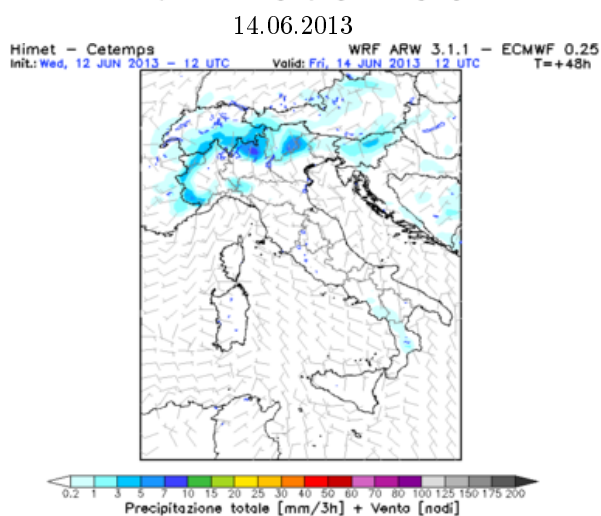 14.06.2013
Himet – Cetemps WRF ARW 3.1.1 – ECMWF 0.25
Init.: Wed, 12 JUN 2013 – 12 UTC Valid: Fri, 14 JUN 2013 12 UTC T=+48h
0.2 1 3 5 7 10 15 20 25 30 40 50 60 70 80 100 125 150 175 200
Precipitazione totale [mm/3h] + Vento [nodi]